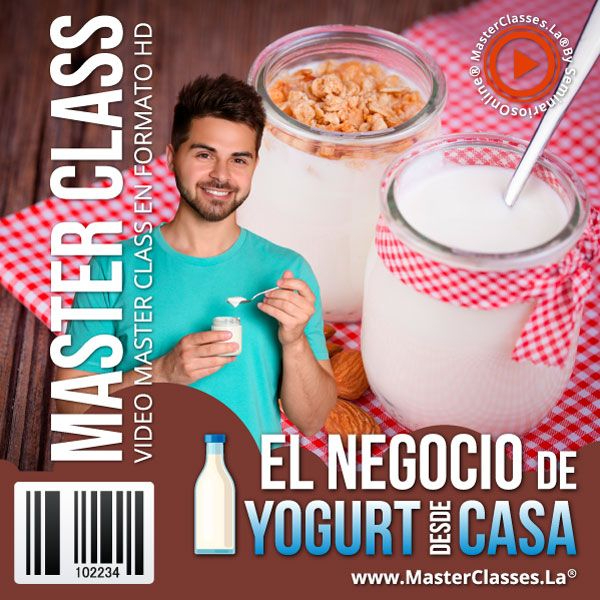 MASTER CLASS
VIDEO MASTER CLASS EN FORMATO HD
MasterClasses.La® By SeminariosOnline®
EL NEGOCIO DE
YOGURT DESDE CASA
102234
www.MasterClasses.La®